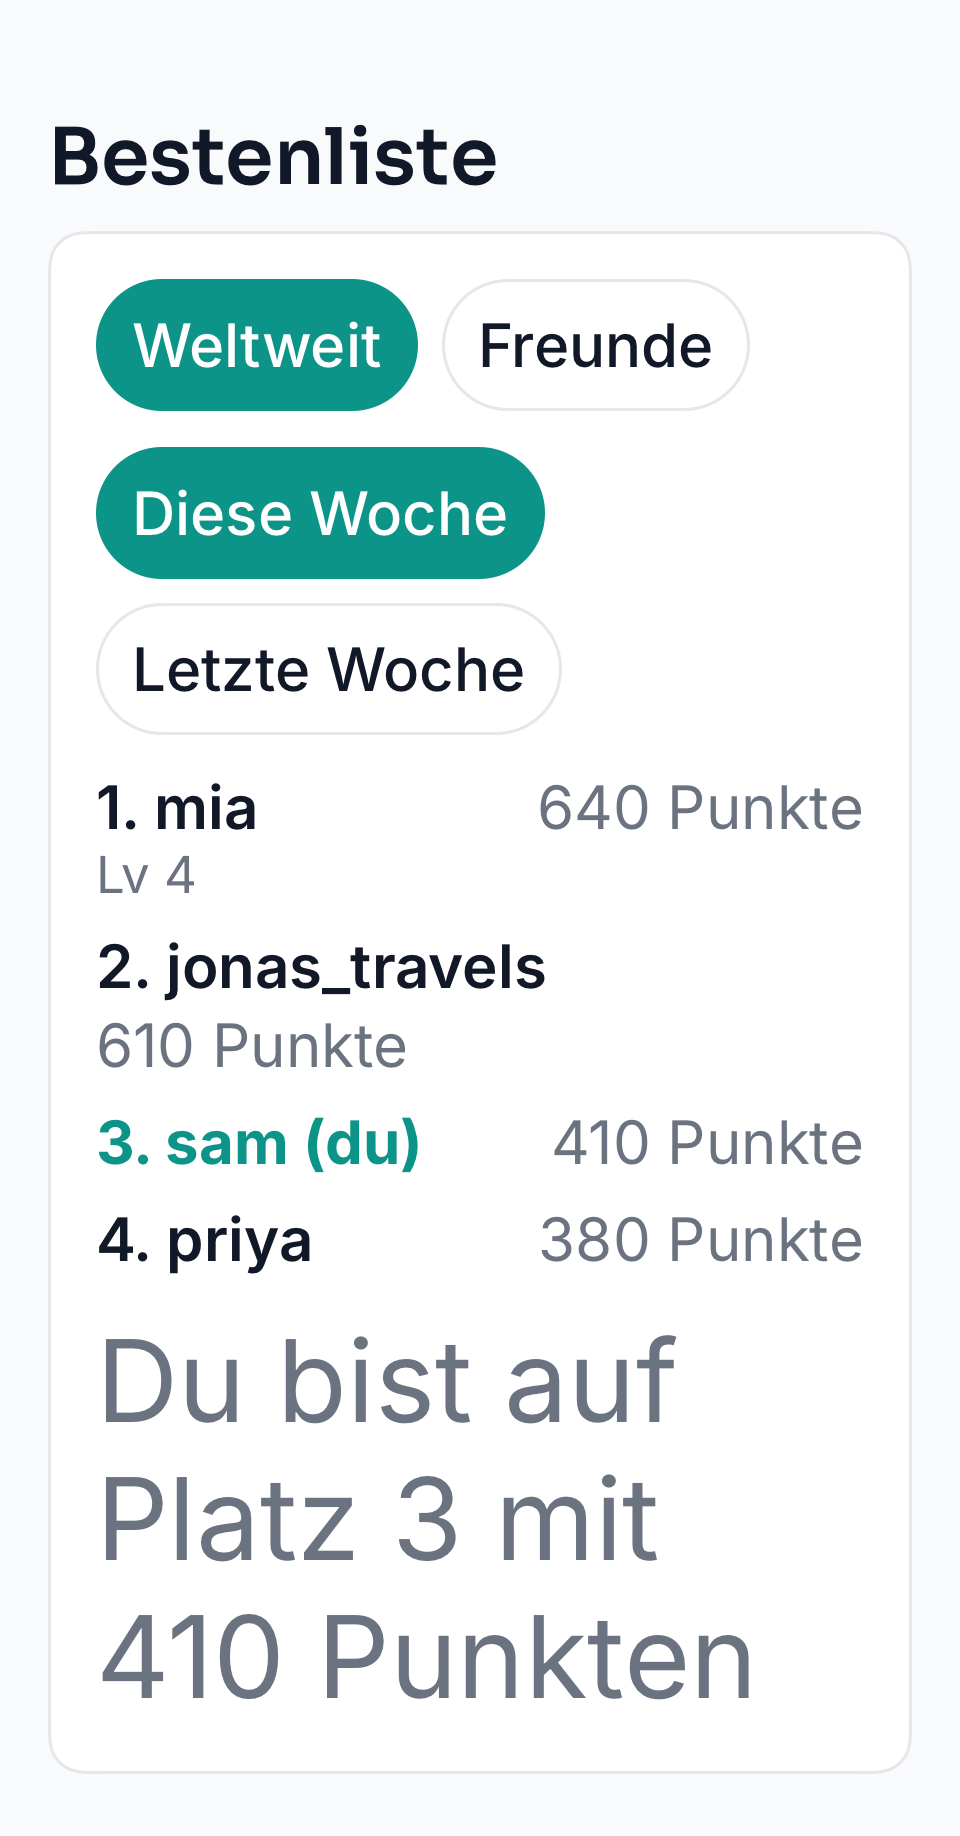 Bestenliste
Weltweit Freunde
Diese Woche
Letzte Woche
1. mia 640 Punkte
Lv 4
2. jonas_travels
610 Punkte
3. sam (du) 410 Punkte
4. priya 380 Punkte
Du bist auf
Platz 3 mit
410 Punkten